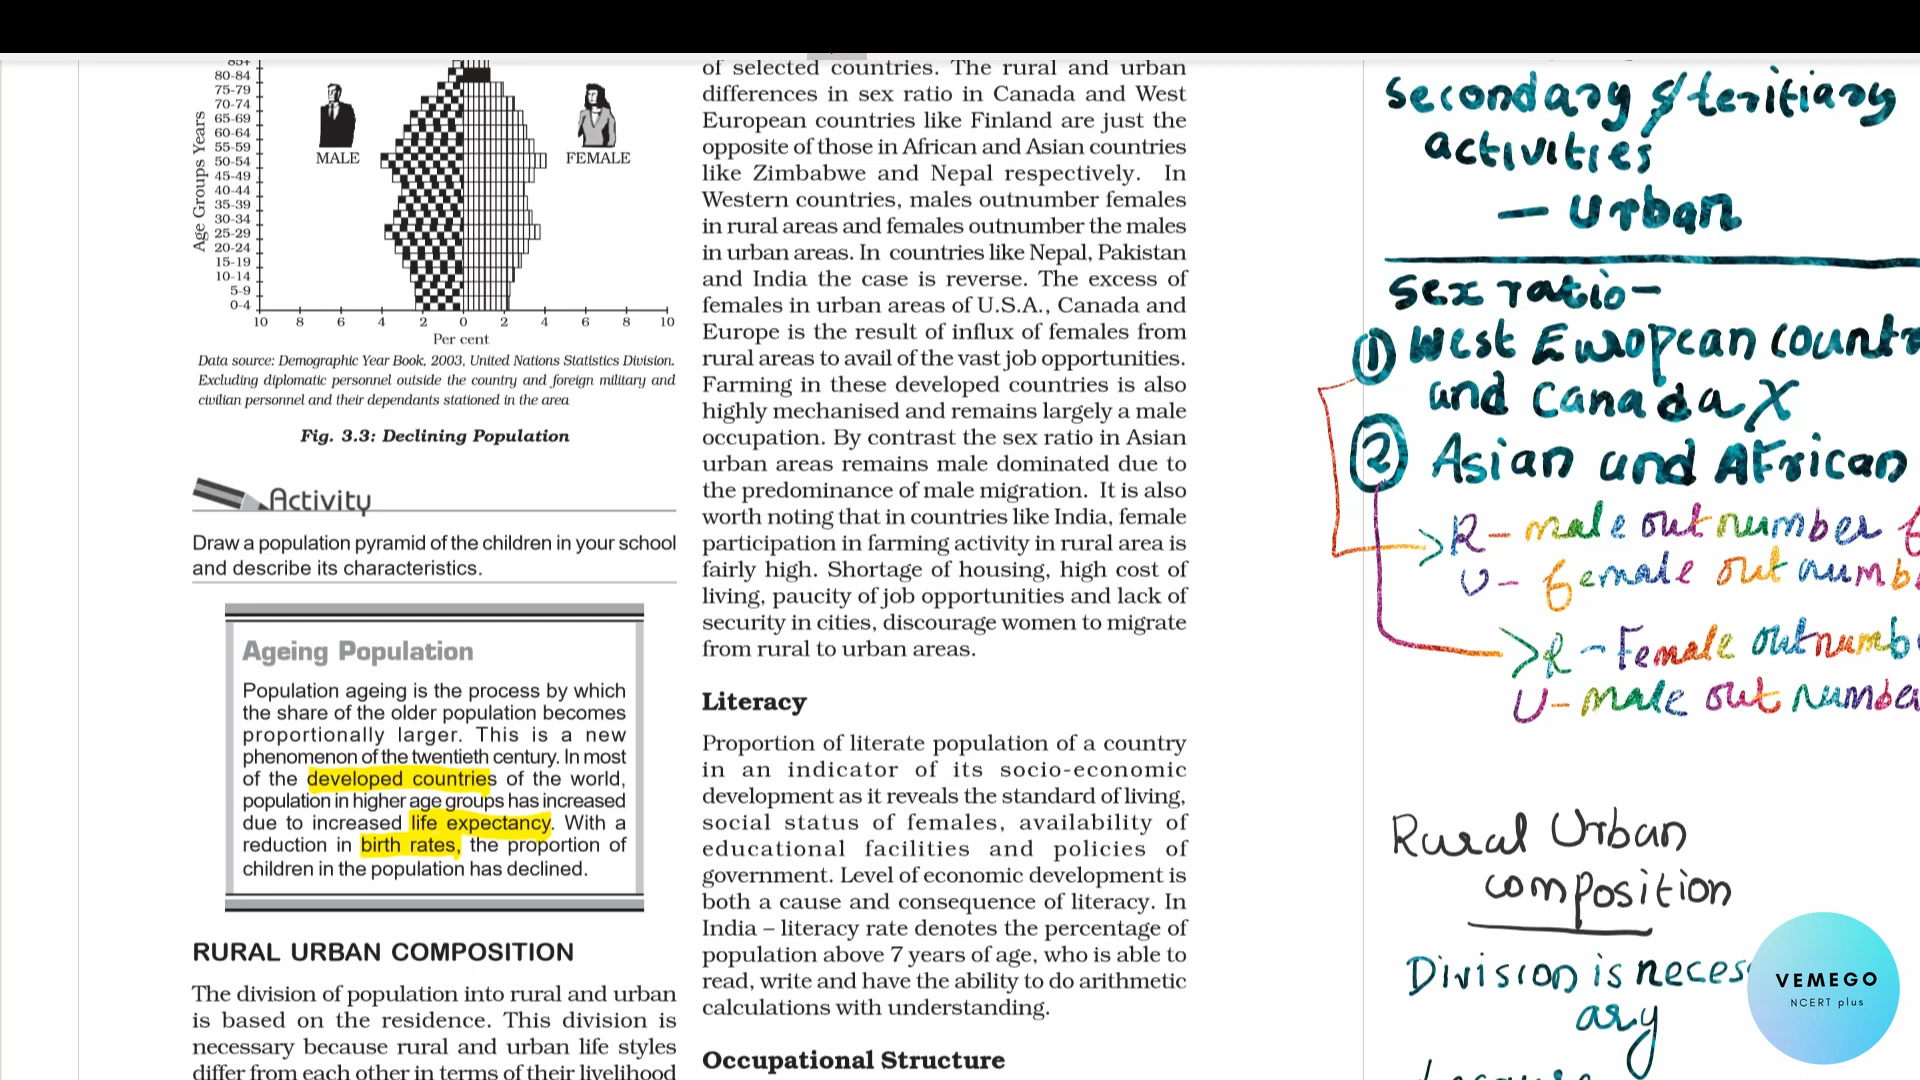 85+
80-84
75-79
70-74
65-69
60-64
55-59
50-54
45-49
40-44
35-39
30-34
25-29
20-24
15-19
10-14
5-9
0-4
Age Groups Years
MALE
FEMALE
10 8 6 4 2 0 2 4 6 8 10
Per cent
Data source: Demographic Year Book, 2003, United Nations Statistics Division.
Excluding diplomatic personnel outside the country and foreign military and
civilian personnel and their dependants stationed in the area
Fig. 3.3: Declining Population
Activity
Draw a population pyramid of the children in your school
and describe its characteristics.
Ageing Population
Population ageing is the process by which
the share of the older population becomes
proportionally larger. This is a new
phenomenon of the twentieth century. In most
of the developed countries of the world,
population in higher age groups has increased
due to increased life expectancy. With a
reduction in birth rates, the proportion of
children in the population has declined.
RURAL URBAN COMPOSITION
The division of population into rural and urban
is based on the residence. This division is
necessary because rural and urban life styles
differ from each other in terms of their livelihood
of selected countries. The rural and urban
differences in sex ratio in Canada and West
European countries like Finland are just the
opposite of those in African and Asian countries
like Zimbabwe and Nepal respectively. In
Western countries, males outnumber females
in rural areas and females outnumber the males
in urban areas. In countries like Nepal, Pakistan
and India the case is reverse. The excess of
females in urban areas of U.S.A., Canada and
Europe is the result of influx of females from
rural areas to avail of the vast job opportunities.
Farming in these developed countries is also
highly mechanised and remains largely a male
occupation. By contrast the sex ratio in Asian
urban areas remains male dominated due to
the predominance of male migration. It is also
worth noting that in countries like India, female
participation in farming activity in rural area is
fairly high. Shortage of housing, high cost of
living, paucity of job opportunities and lack of
security in cities, discourage women to migrate
from rural to urban areas.
Literacy
Proportion of literate population of a country
in an indicator of its socio-economic
development as it reveals the standard of living,
social status of females, availability of
educational facilities and policies of
government. Level of economic development is
both a cause and consequence of literacy. In
India – literacy rate denotes the percentage of
population above 7 years of age, who is able to
read, write and have the ability to do arithmetic
calculations with understanding.
Occupational Structure
Secondary & teritiary
activities
— Urban
Sex ratio-
① West European countr
and Canada X
② Asian and African
R- male out number f
U- female out numb
R - Female outnumb
U- male out number
Rural Urban
composition
Division is neces
ary
because
VEMEGO
NCERT plus